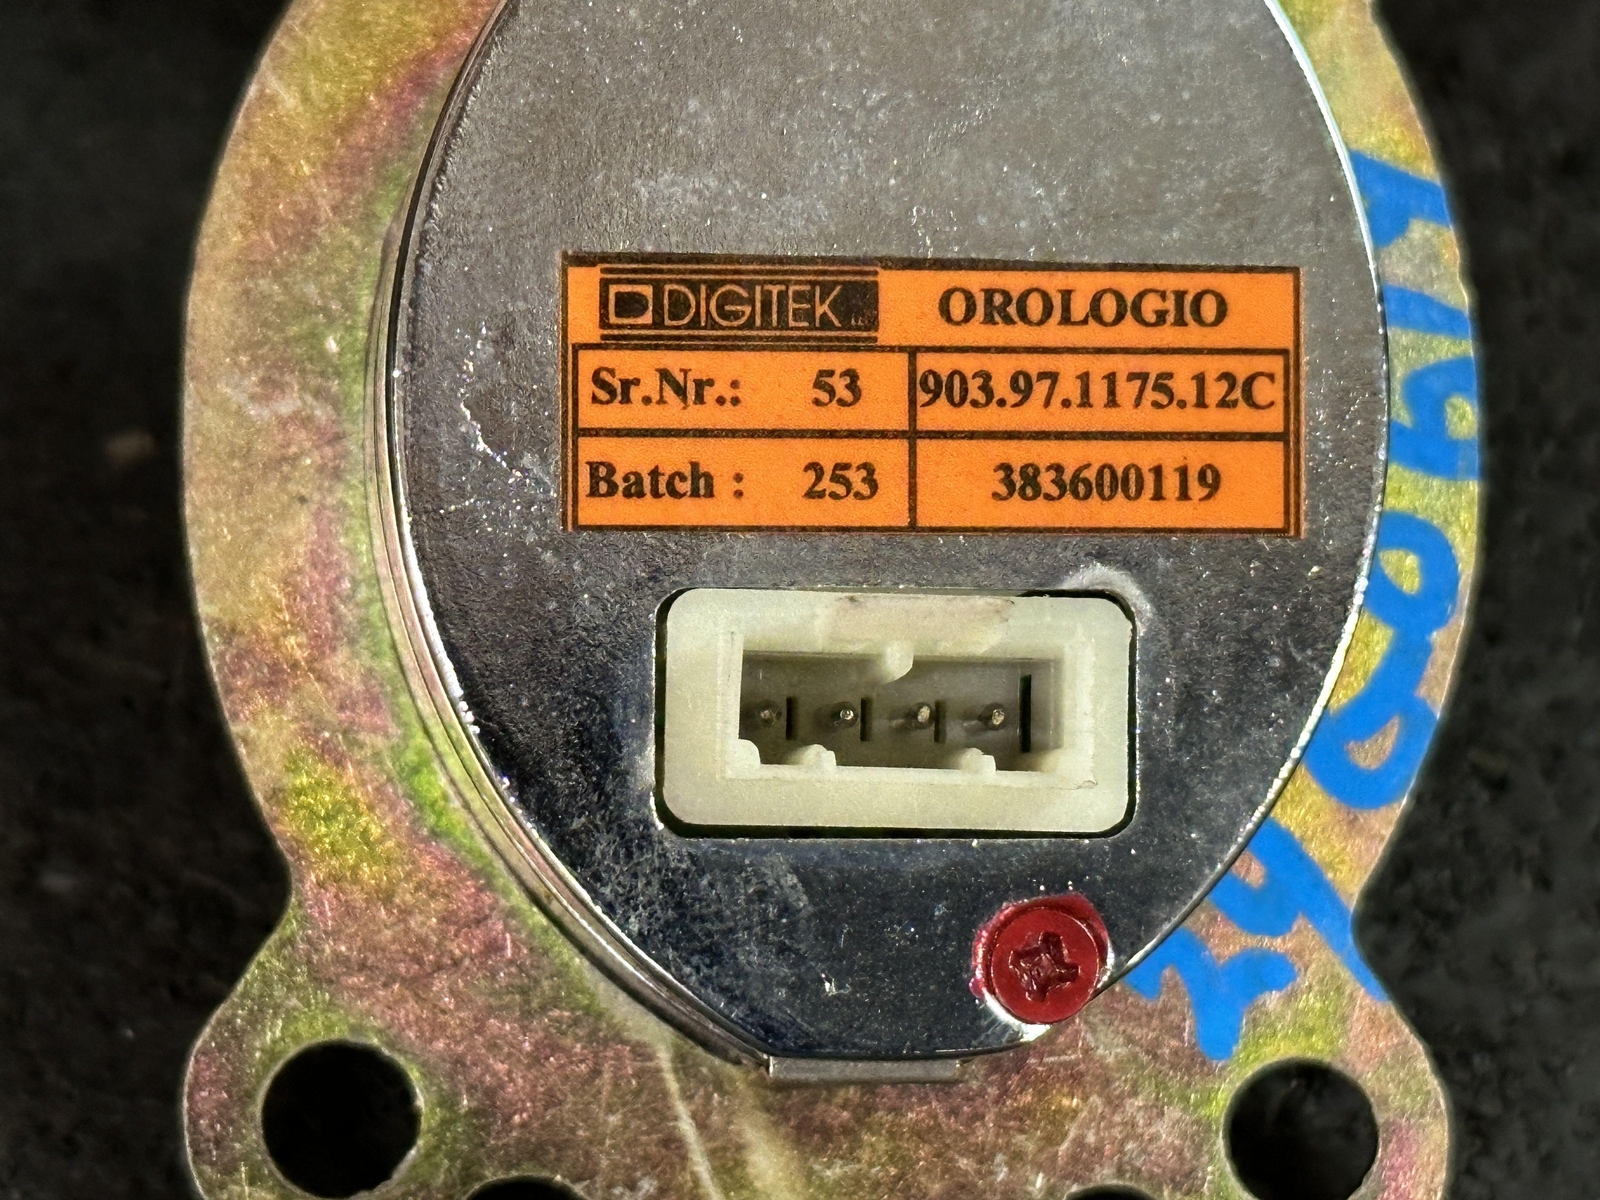 DIGITEK OROLOGIO
Sr.Nr.: 53 903.97.1175.12C
Batch : 253 383600119